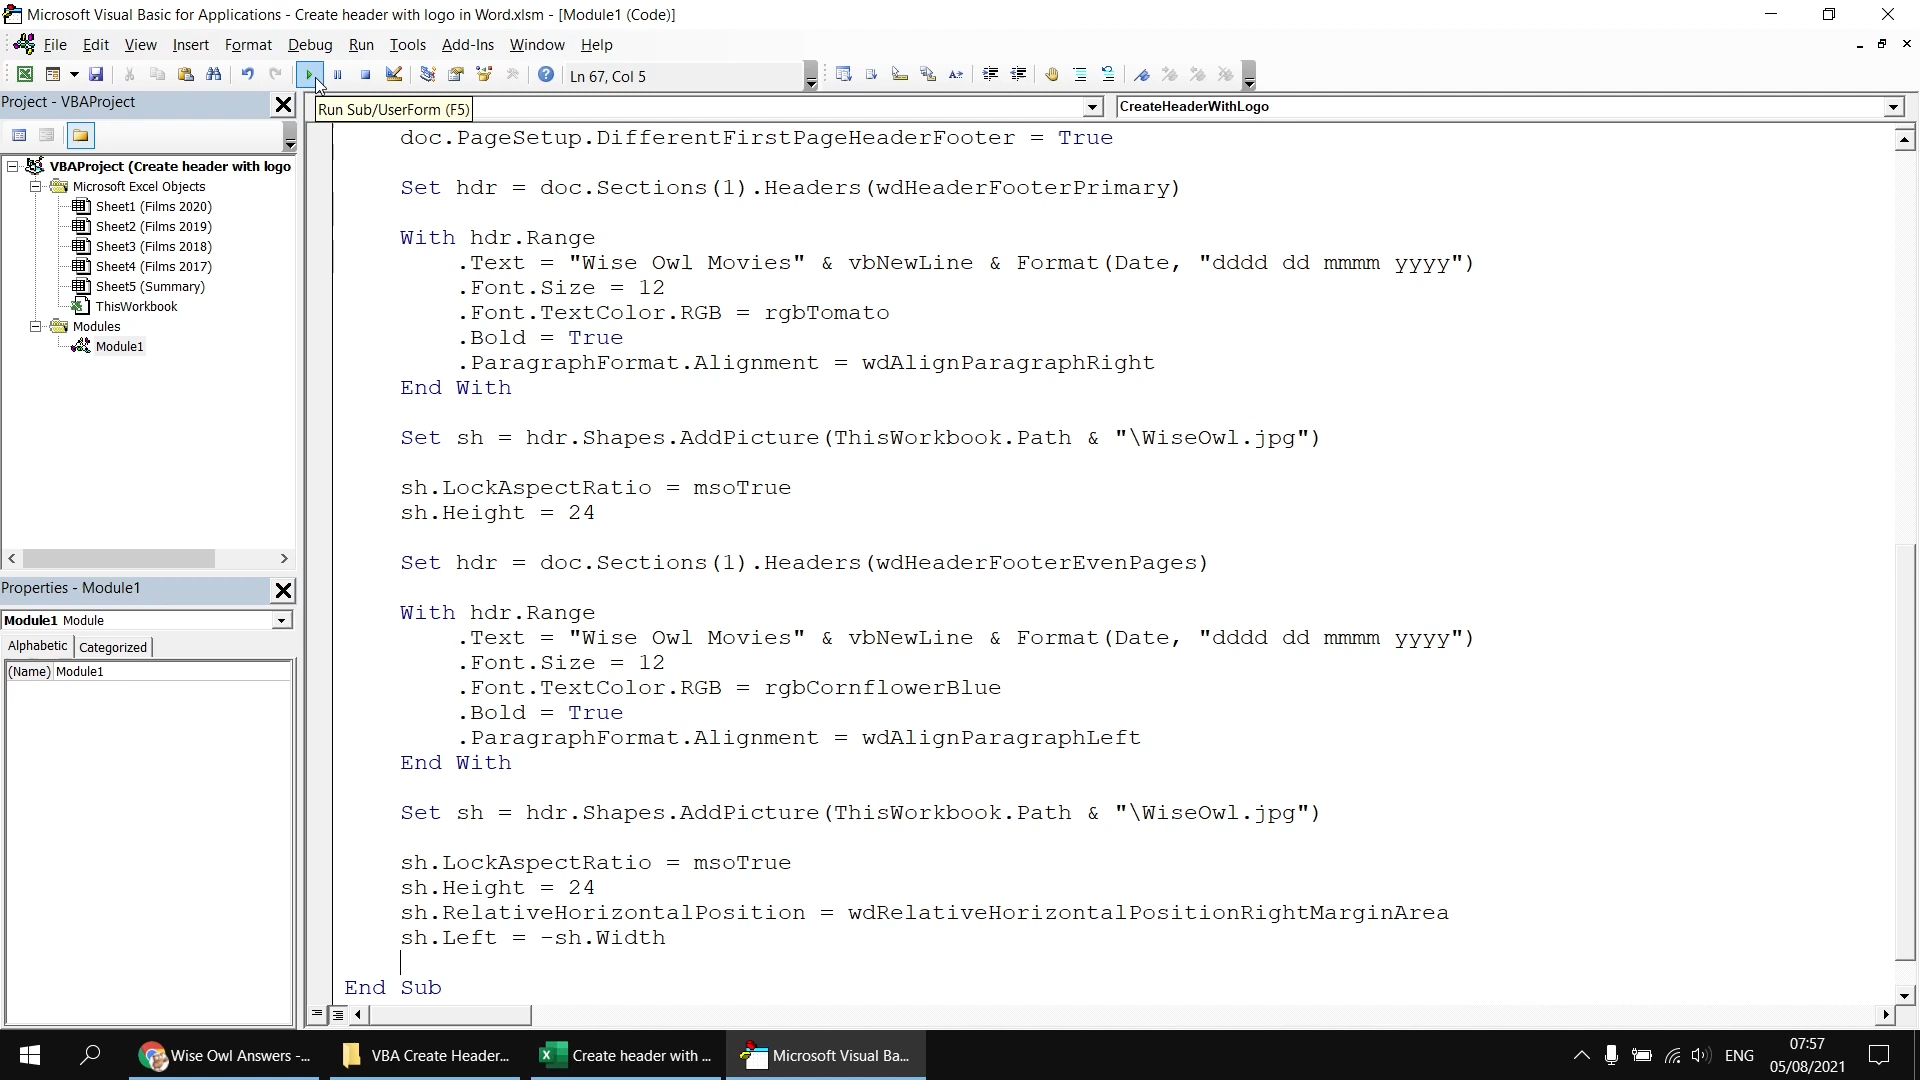 Microsoft Visual Basic for Applications - Create header with logo in Word.xlsm - [Module1 (Code)]
File Edit View Insert Format Debug Run Tools Add-Ins Window Help
Ln 67, Col 5
Project - VBAProject
Run Sub/UserForm (F5)
CreateHeaderWithLogo
VBAProject (Create header with logo
Microsoft Excel Objects
Sheet1 (Films 2020)
Sheet2 (Films 2019)
Sheet3 (Films 2018)
Sheet4 (Films 2017)
Sheet5 (Summary)
ThisWorkbook
Modules
Module1
Properties - Module1
Module1 Module
Alphabetic Categorized
(Name) Module1
doc.PageSetup.DifferentFirstPageHeaderFooter = True
Set hdr = doc.Sections(1).Headers(wdHeaderFooterPrimary)
With hdr.Range
.Text = "Wise Owl Movies" & vbNewLine & Format(Date, "dddd dd mmmm yyyy")
.Font.Size = 12
.Font.TextColor.RGB = rgbTomato
.Bold = True
.ParagraphFormat.Alignment = wdAlignParagraphRight
End With
Set sh = hdr.Shapes.AddPicture(ThisWorkbook.Path & "\WiseOwl.jpg")
sh.LockAspectRatio = msoTrue
sh.Height = 24
Set hdr = doc.Sections(1).Headers(wdHeaderFooterEvenPages)
With hdr.Range
.Text = "Wise Owl Movies" & vbNewLine & Format(Date, "dddd dd mmmm yyyy")
.Font.Size = 12
.Font.TextColor.RGB = rgbCornflowerBlue
.Bold = True
.ParagraphFormat.Alignment = wdAlignParagraphLeft
End With
Set sh = hdr.Shapes.AddPicture(ThisWorkbook.Path & "\WiseOwl.jpg")
sh.LockAspectRatio = msoTrue
sh.Height = 24
sh.RelativeHorizontalPosition = wdRelativeHorizontalPositionRightMarginArea
sh.Left = -sh.Width
End Sub
Wise Owl Answers -... VBA Create Header... Create header with ... Microsoft Visual Ba... ENG 07:57
05/08/2021